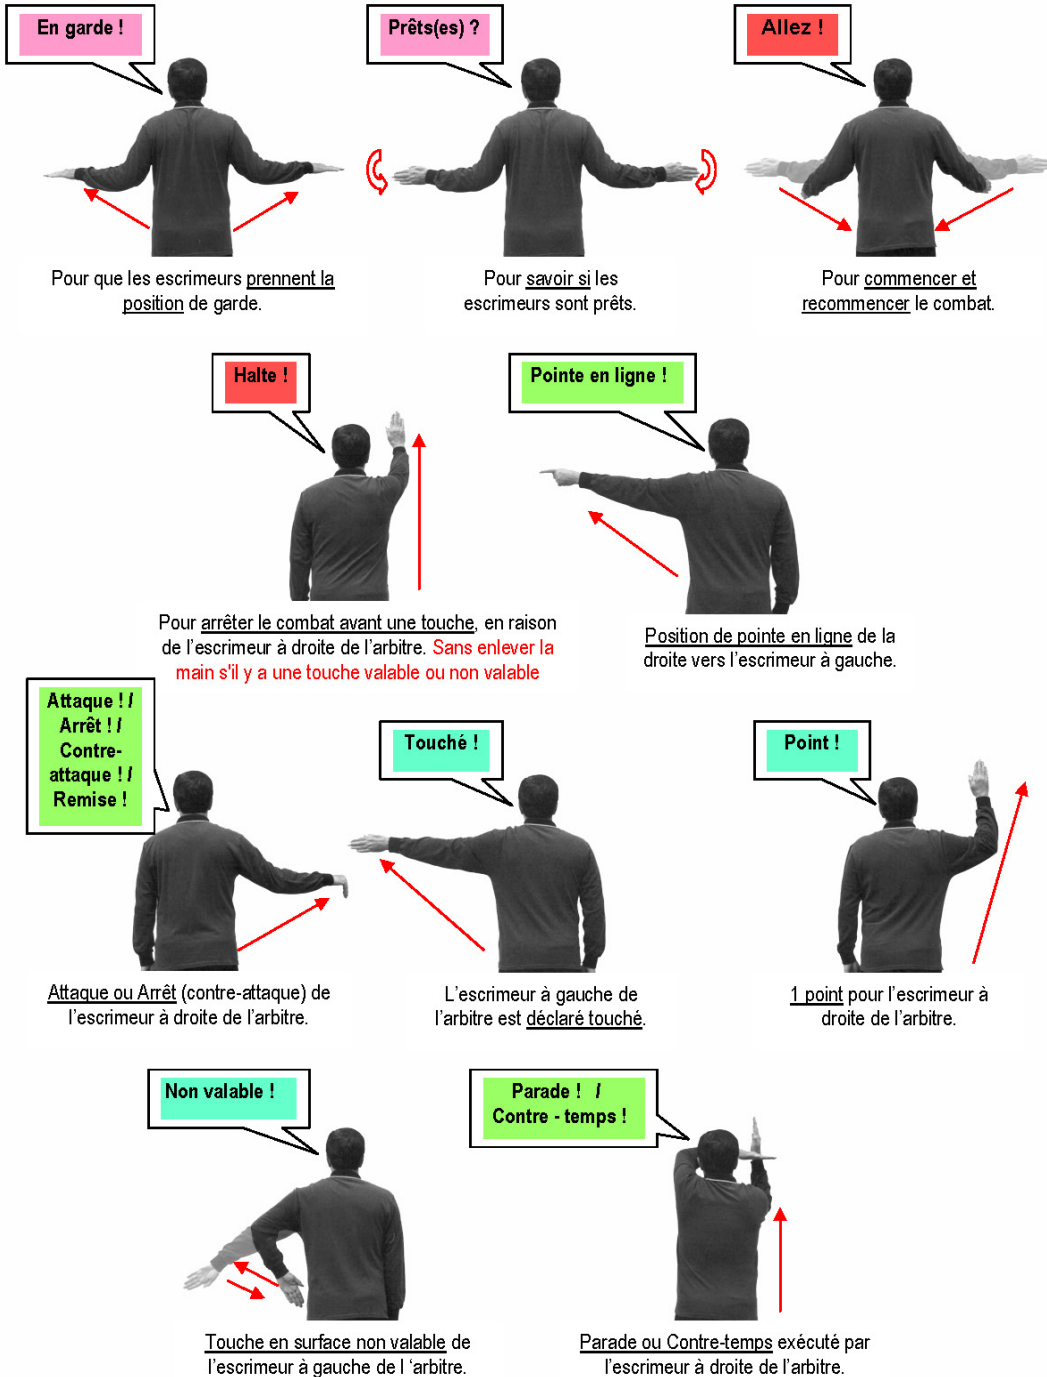 En garde !
Prêts(es) ?
Allez !
Pour que les escrimeurs prennent la
position de garde.
Pour savoir si les
escrimeurs sont prêts.
Pour commencer et
recommencer le combat.
Halte !
Pointe en ligne !
Pour arrêter le combat avant une touche, en raison
de l'escrimeur à droite de l'arbitre. Sans enlever la
main s'il y a une touche valable ou non valable
Position de pointe en ligne de la
droite vers l'escrimeur à gauche.
Attaque ! /
Arrêt ! /
Contre-
attaque ! /
Remise !
Touché !
Point !
Attaque ou Arrêt (contre-attaque) de
l'escrimeur à droite de l'arbitre.
L'escrimeur à gauche de
l'arbitre est déclaré touché.
1 point pour l'escrimeur à
droite de l'arbitre.
Non valable !
Parade ! /
Contre - temps !
Touche en surface non valable de
l'escrimeur à gauche de l 'arbitre.
Parade ou Contre-temps exécuté par
l'escrimeur à droite de l'arbitre.